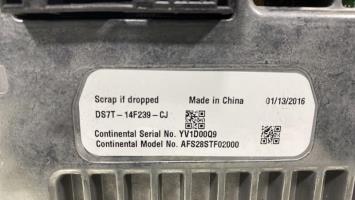 Scrap if dropped Made in China 01/13/2016
DS7T-14F239-CJ
Continental Serial No. YV1D00Q9
Continental Model No. AFS28STF02000